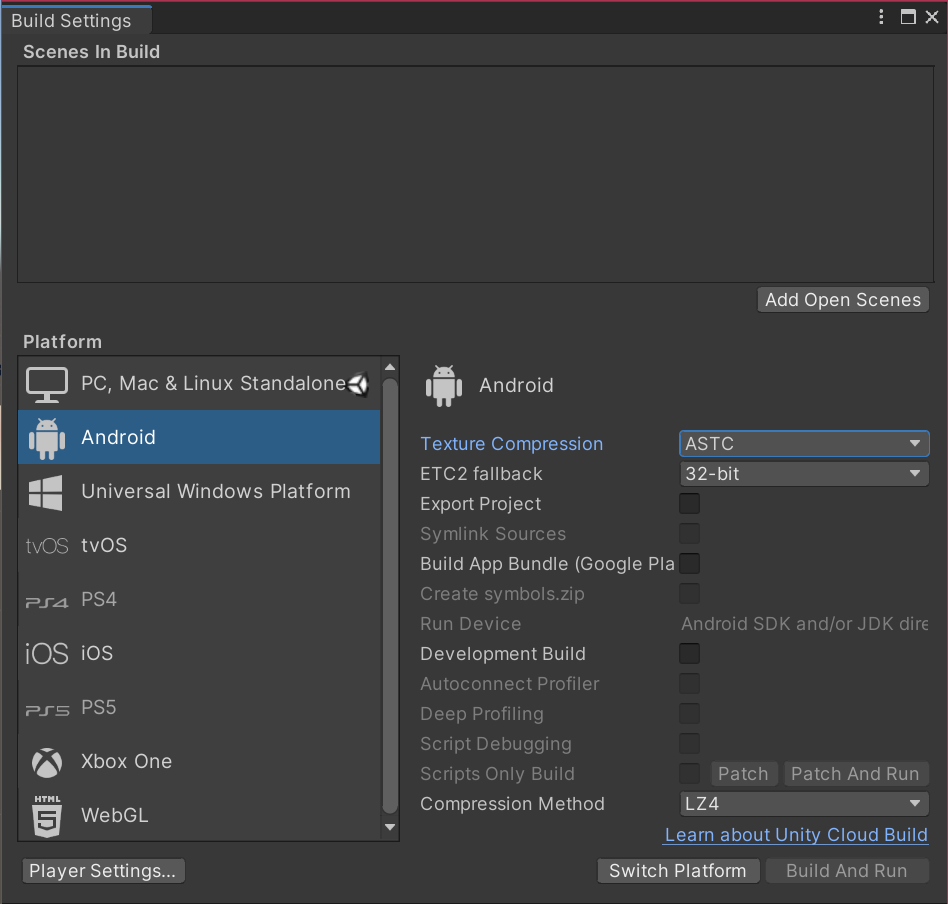 Build Settings
Scenes In Build
Add Open Scenes
Platform
PC, Mac & Linux Standalone
Android
Universal Windows Platform
tvOS tvOS
PS4 PS4
iOS iOS
PS5 PS5
Xbox One
HTML
5 WebGL
Android
Texture Compression ASTC
ETC2 fallback 32-bit
Export Project
Symlink Sources
Build App Bundle (Google Pla
Create symbols.zip
Run Device Android SDK and/or JDK dire
Development Build
Autoconnect Profiler
Deep Profiling
Script Debugging
Scripts Only Build Patch Patch And Run
Compression Method LZ4
Learn about Unity Cloud Build
Player Settings... Switch Platform Build And Run